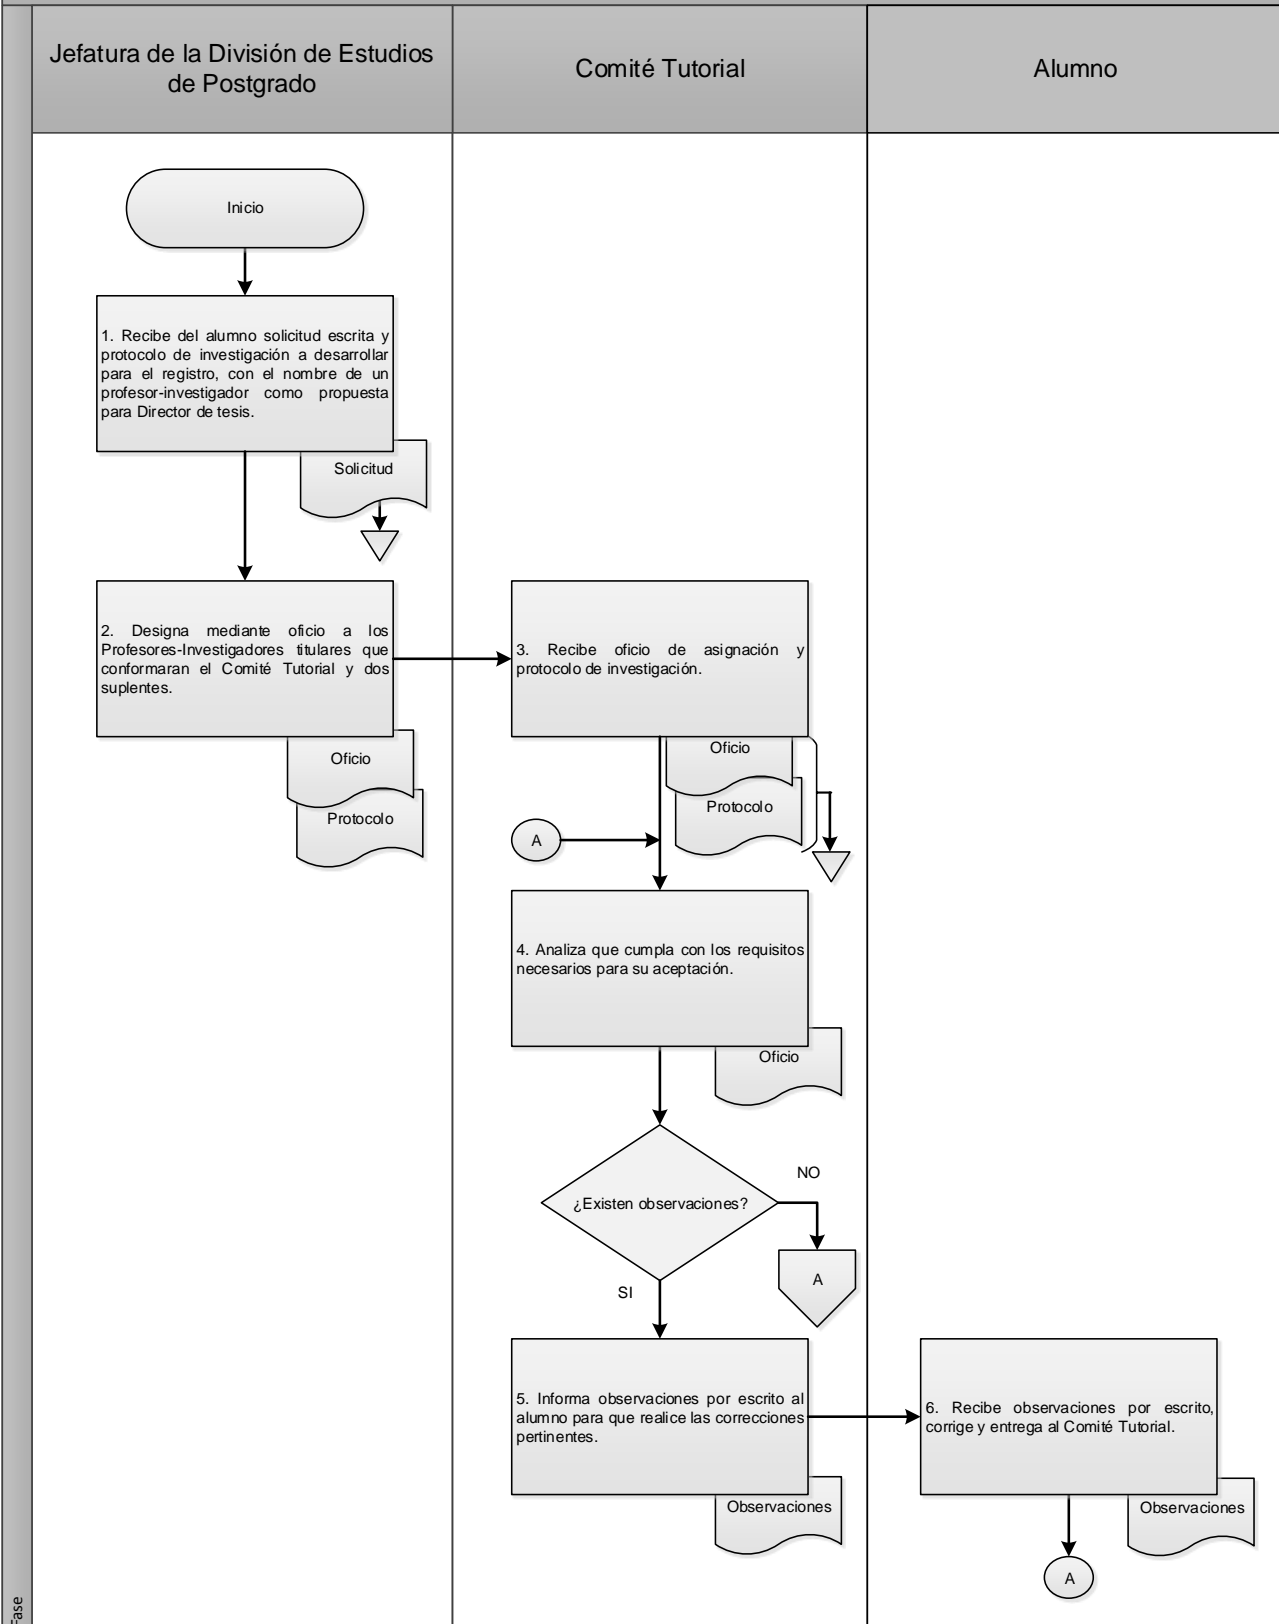 Jefatura de la División de Estudios
de Postgrado
Comité Tutorial
Alumno
Inicio
1. Recibe del alumno solicitud escrita y
protocolo de investigación a desarrollar
para el registro, con el nombre de un
profesor-investigador como propuesta
para Director de tesis.
Solicitud
2. Designa mediante oficio a los
Profesores-Investigadores titulares que
conformaran el Comité Tutorial y dos
suplentes.
Oficio
Protocolo
3. Recibe oficio de asignación y
protocolo de investigación.
Oficio
Protocolo
A
4. Analiza que cumpla con los requisitos
necesarios para su aceptación.
Oficio
¿Existen observaciones?
NO
A
SI
5. Informa observaciones por escrito al
alumno para que realice las correcciones
pertinentes.
Observaciones
6. Recibe observaciones por escrito,
corrige y entrega al Comité Tutorial.
Observaciones
A
Fase